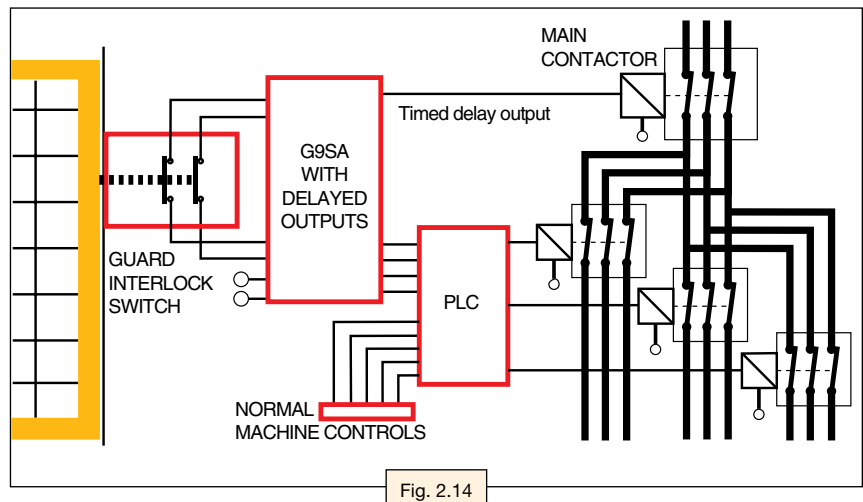 MAIN
CONTACTOR
Timed delay output
G9SA
WITH
DELAYED
OUTPUTS
GUARD
INTERLOCK
SWITCH
PLC
NORMAL
MACHINE CONTROLS
Fig. 2.14